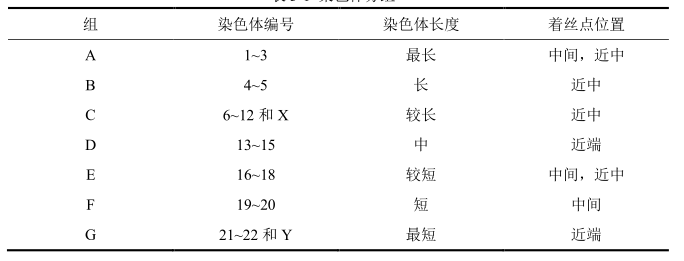 组 染色体编号 染色体长度 着丝点位置
A 1~3 最长 中间，近中
B 4~5 长 近中
C 6~12 和 X 较长 近中
D 13~15 中 近端
E 16~18 较短 中间，近中
F 19~20 短 中间
G 21~22 和 Y 最短 近端